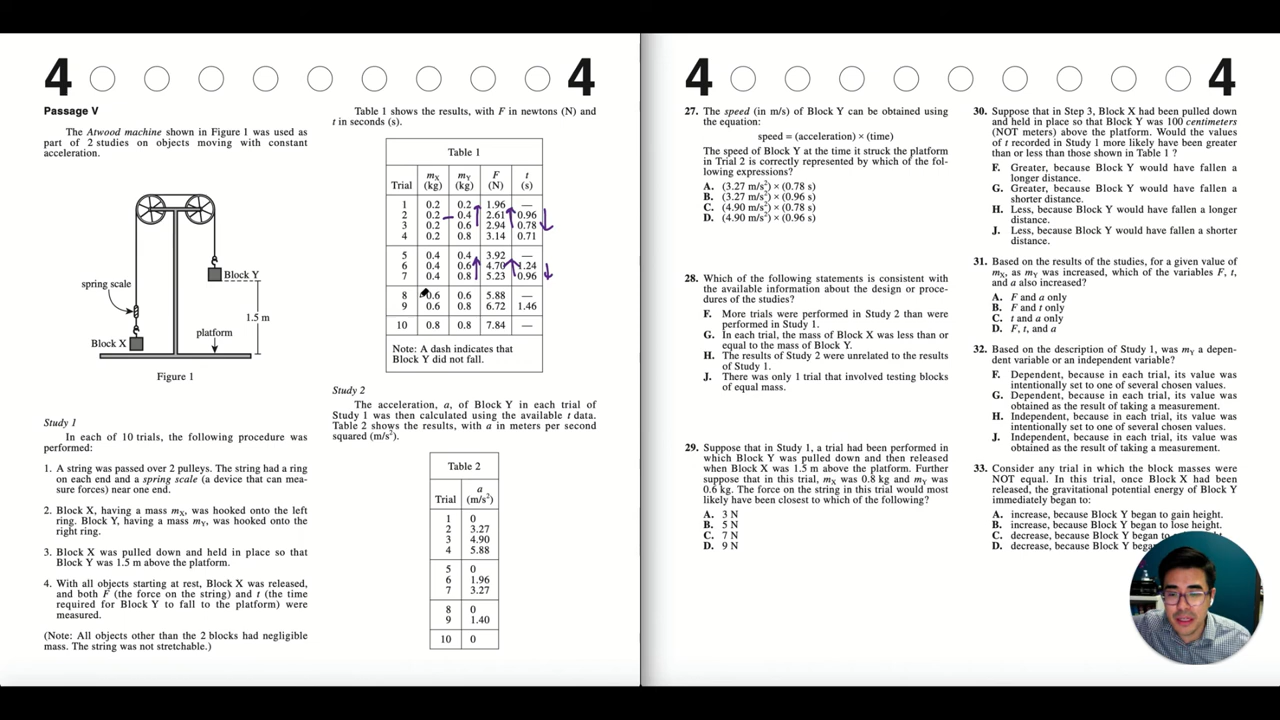 4
4
Passage V
The Atwood machine shown in Figure 1 was used as
part of 2 studies on objects moving with constant
acceleration.
spring scale
Block Y
1.5 m
platform
Block X
Figure 1
Study 1
In each of 10 trials, the following procedure was
performed:
1. A string was passed over 2 pulleys. The string had a ring
on each end and a spring scale (a device that can mea-
sure forces) near one end.
2. Block X, having a mass mX, was hooked onto the left
ring. Block Y, having a mass mY, was hooked onto the
right ring.
3. Block X was pulled down and held in place so that
Block Y was 1.5 m above the platform.
4. With all objects starting at rest, Block X was released,
and both F (the force on the string) and t (the time
required for Block Y to fall to the platform) were
measured.
(Note: All objects other than the 2 blocks had negligible
mass. The string was not stretchable.)
Table 1 shows the results, with F in newtons (N) and
t in seconds (s).
Table 1
Trial mX (kg) mY (kg) F (N) t (s)
1 0.2 0.2 1.96 —
2 0.2 0.4 2.61 0.96
3 0.2 0.6 2.94 0.78
4 0.2 0.8 3.14 0.71
5 0.4 0.4 3.92 —
6 0.4 0.6 4.70 1.24
7 0.4 0.8 5.23 0.96
8 0.6 0.6 5.88 —
9 0.6 0.8 6.72 1.46
10 0.8 0.8 7.84 —
Note: A dash indicates that
Block Y did not fall.
Study 2
The acceleration, a, of Block Y in each trial of
Study 1 was then calculated using the available t data.
Table 2 shows the results, with a in meters per second
squared (m/s²).
Table 2
Trial a (m/s²)
1 0
2 3.27
3 4.90
4 5.88
5 0
6 1.96
7 3.27
8 0
9 1.40
10 0
4
4
27. The speed (in m/s) of Block Y can be obtained using
the equation:
speed = (acceleration) × (time)
The speed of Block Y at the time it struck the platform
in Trial 2 is correctly represented by which of the fol-
lowing expressions?
A. (3.27 m/s²) × (0.78 s)
B. (3.27 m/s²) × (0.96 s)
C. (4.90 m/s²) × (0.78 s)
D. (4.90 m/s²) × (0.96 s)
28. Which of the following statements is consistent with
the available information about the design or proce-
dures of the studies?
F. More trials were performed in Study 2 than were
performed in Study 1.
G. In each trial, the mass of Block X was less than or
equal to the mass of Block Y.
H. The results of Study 2 were unrelated to the results
of Study 1.
J. There was only 1 trial that involved testing blocks
of equal mass.
29. Suppose that in Study 1, a trial had been performed in
which Block Y was pulled down and then released
when Block X was 1.5 m above the platform. Further
suppose that in this trial, mX was 0.8 kg and mY was
0.6 kg. The force on the string in this trial would most
likely have been closest to which of the following?
A. 3 N
B. 5 N
C. 7 N
D. 9 N
30. Suppose that in Step 3, Block X had been pulled down
and held in place so that Block Y was 100 centimeters
(NOT meters) above the platform. Would the values
of t recorded in Study 1 more likely have been greater
than or less than those shown in Table 1 ?
F. Greater, because Block Y would have fallen a
longer distance.
G. Greater, because Block Y would have fallen a
shorter distance.
H. Less, because Block Y would have fallen a longer
distance.
J. Less, because Block Y would have fallen a shorter
distance.
31. Based on the results of the studies, for a given value of
mX, as mY was increased, which of the variables F, t,
and a also increased?
A. F and a only
B. F and t only
C. t and a only
D. F, t, and a
32. Based on the description of Study 1, was mY a depen-
dent variable or an independent variable?
F. Dependent, because in each trial, its value was
intentionally set to one of several chosen values.
G. Dependent, because in each trial, its value was
obtained as the result of taking a measurement.
H. Independent, because in each trial, its value was
intentionally set to one of several chosen values.
J. Independent, because in each trial, its value was
obtained as the result of taking a measurement.
33. Consider any trial in which the block masses were
NOT equal. In this trial, once Block X had been
released, the gravitational potential energy of Block Y
immediately began to:
A. increase, because Block Y began to gain height.
B. increase, because Block Y began to lose height.
C. decrease, because Block Y began to
D. decrease, because Block Y